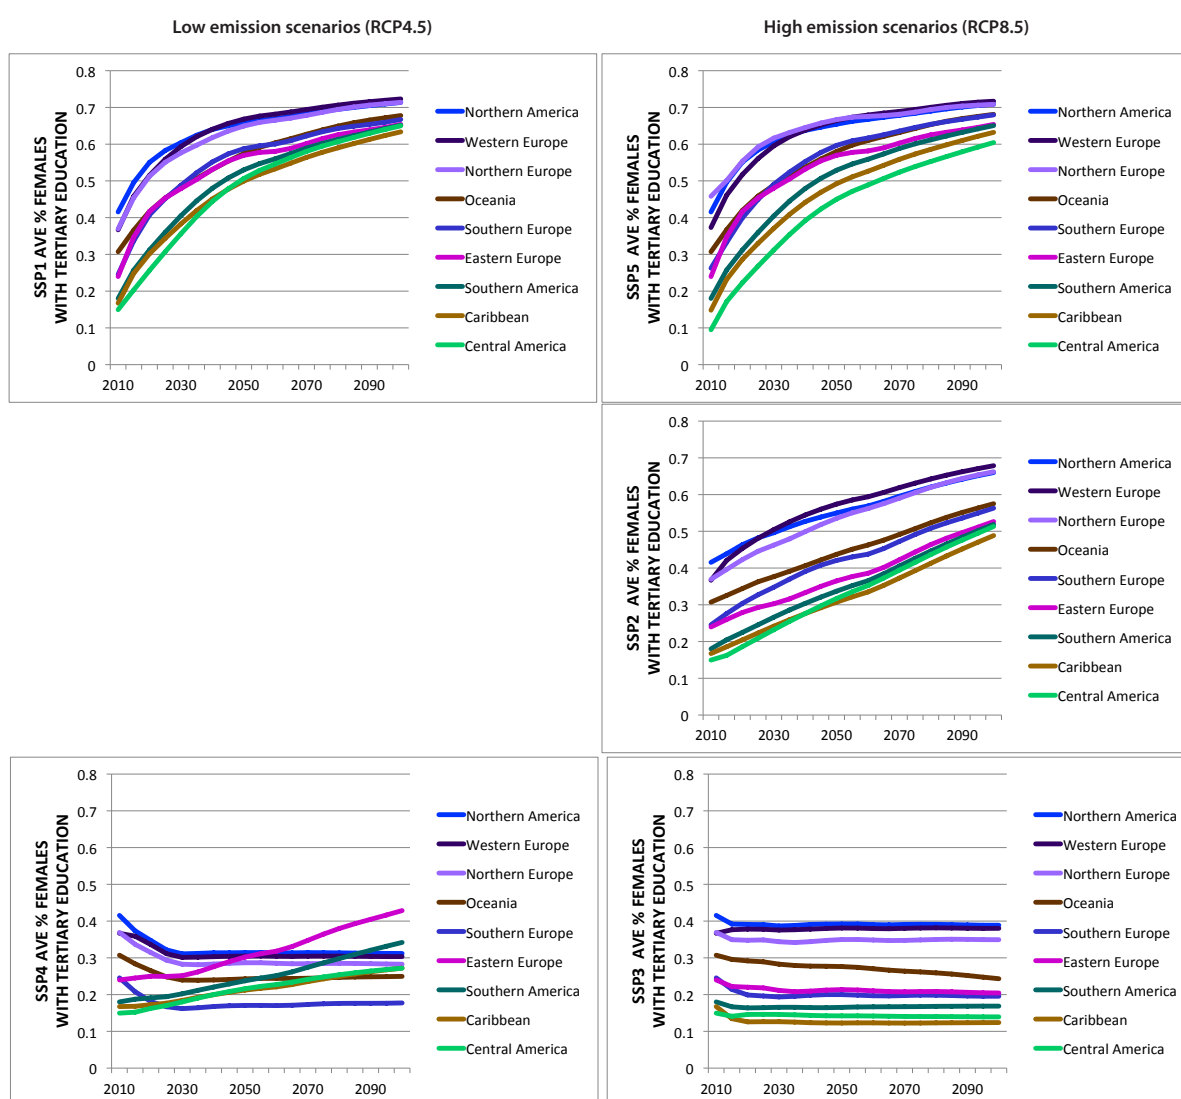 Low emission scenarios (RCP4.5)
High emission scenarios (RCP8.5)
SSP1 AVE % FEMALES
WITH TERTIARY EDUCATION
0.8
0.7
0.6
0.5
0.4
0.3
0.2
0.1
0
2010 2030 2050 2070 2090
Northern America
Western Europe
Northern Europe
Oceania
Southern Europe
Eastern Europe
Southern America
Caribbean
Central America
SSP5 AVE % FEMALES
WITH TERTIARY EDUCATION
0.8
0.7
0.6
0.5
0.4
0.3
0.2
0.1
0
2010 2030 2050 2070 2090
Northern America
Western Europe
Northern Europe
Oceania
Southern Europe
Eastern Europe
Southern America
Caribbean
Central America
SSP2 AVE % FEMALES
WITH TERTIARY EDUCATION
0.8
0.7
0.6
0.5
0.4
0.3
0.2
0.1
0
2010 2030 2050 2070 2090
Northern America
Western Europe
Northern Europe
Oceania
Southern Europe
Eastern Europe
Southern America
Caribbean
Central America
SSP4 AVE % FEMALES
WITH TERTIARY EDUCATION
0.8
0.7
0.6
0.5
0.4
0.3
0.2
0.1
0
2010 2030 2050 2070 2090
Northern America
Western Europe
Northern Europe
Oceania
Southern Europe
Eastern Europe
Southern America
Caribbean
Central America
SSP3 AVE % FEMALES
WITH TERTIARY EDUCATION
0.8
0.7
0.6
0.5
0.4
0.3
0.2
0.1
0
2010 2030 2050 2070 2090
Northern America
Western Europe
Northern Europe
Oceania
Southern Europe
Eastern Europe
Southern America
Caribbean
Central America